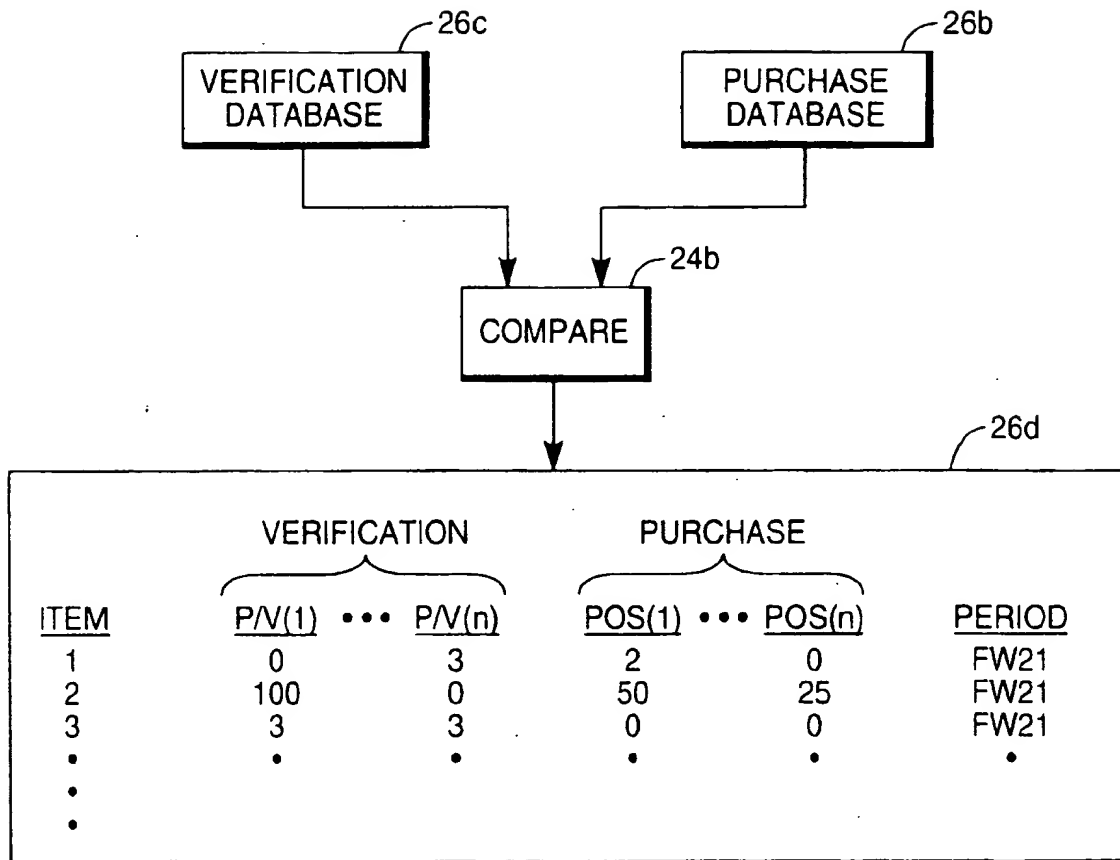 26c
26b
VERIFICATION
DATABASE
PURCHASE
DATABASE
24b
COMPARE
26d
VERIFICATION PURCHASE
ITEM P/V(1) ••• P/V(n) POS(1) ••• POS(n) PERIOD
1 0 3 2 0 FW21
2 100 0 50 25 FW21
3 3 3 0 0 FW21
• • • • • •
•
•